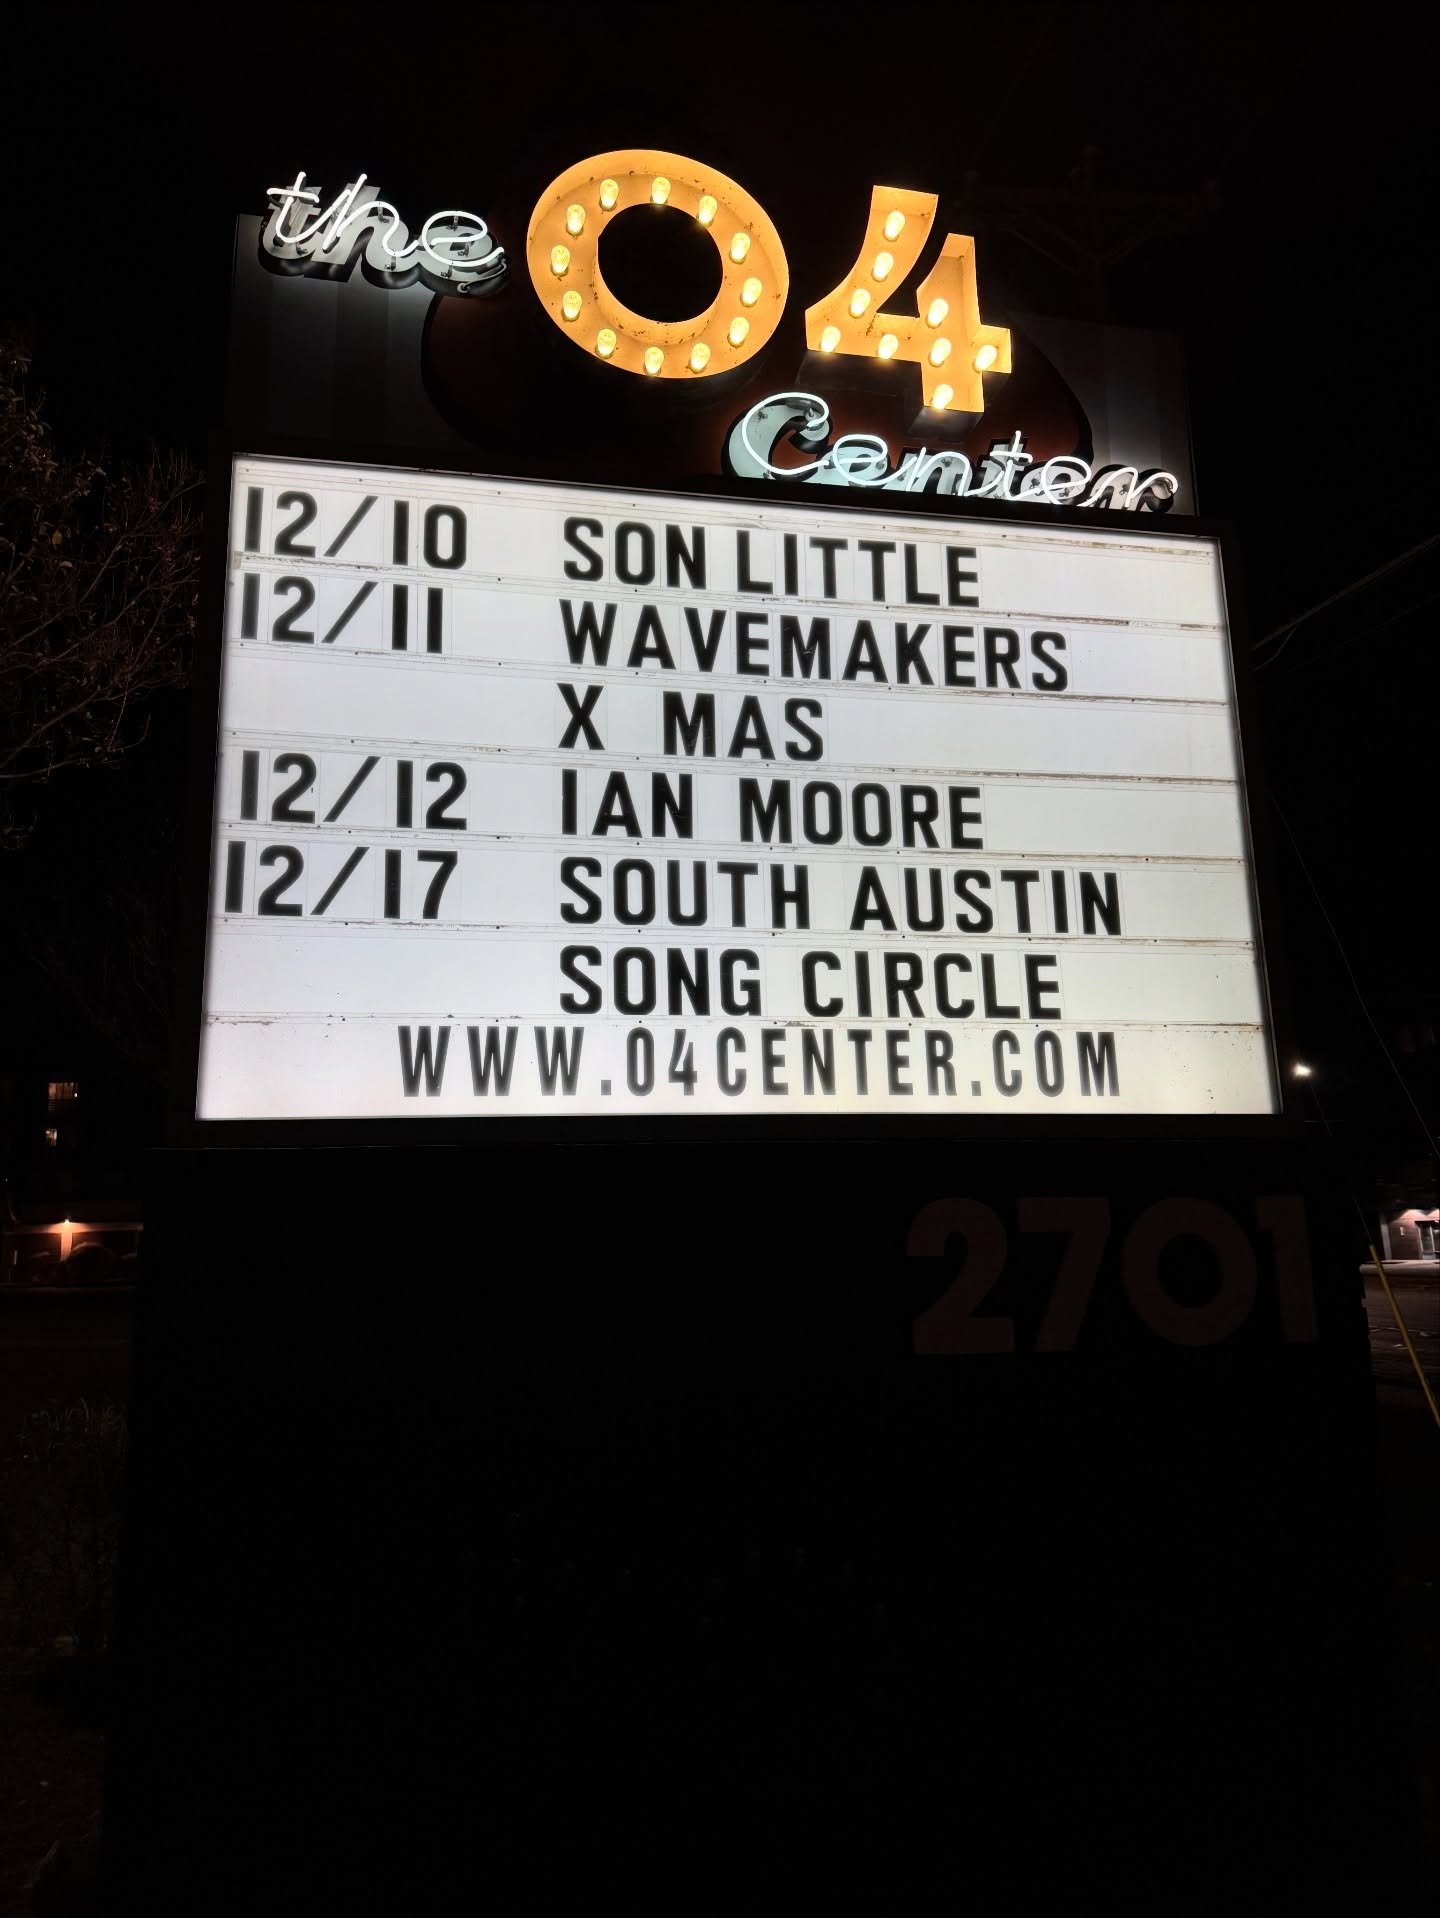 the 04
Center
12/10 SON LITTLE
12/11 WAVEMAKERS
X MAS
12/12 IAN MOORE
12/17 SOUTH AUSTIN
SONG CIRCLE
WWW.04CENTER.COM
2701